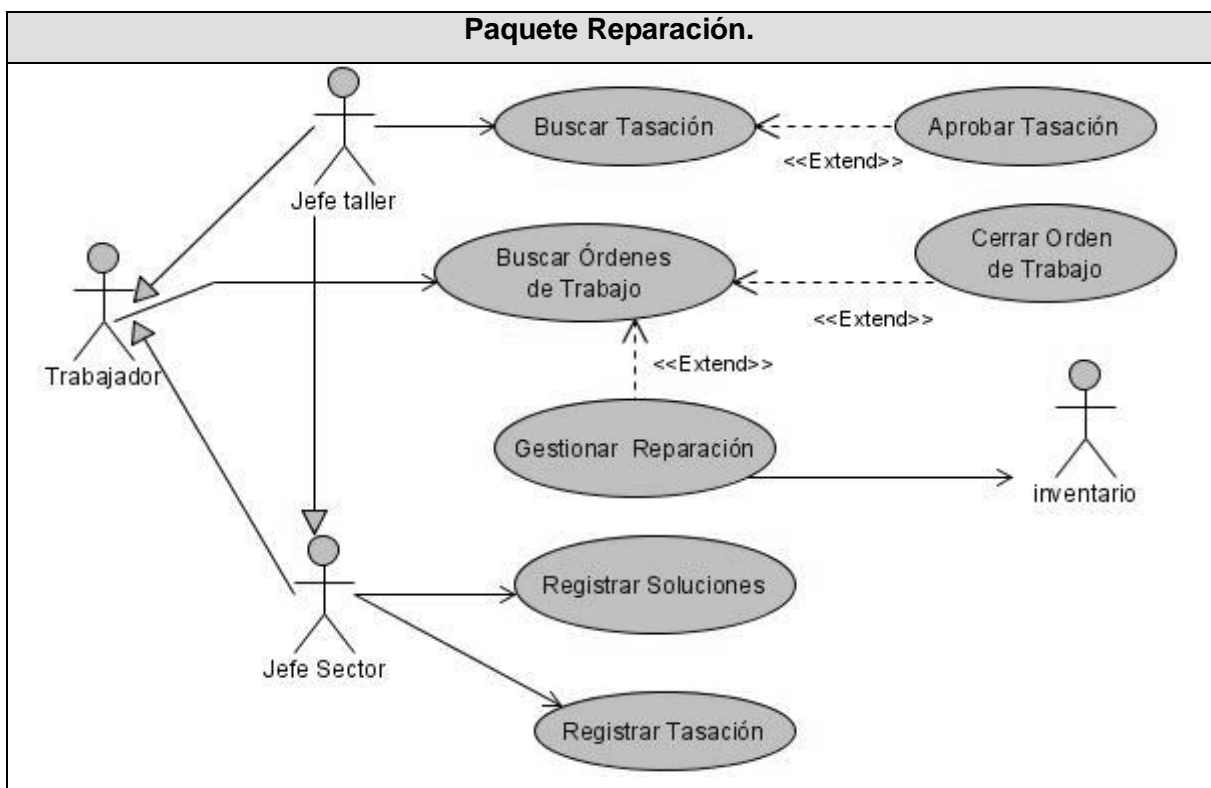 Paquete Reparación.
Buscar Tasación
Aprobar Tasación
<<Extend>>
Jefe taller
Buscar Órdenes
de Trabajo
Cerrar Orden
de Trabajo
<<Extend>>
<<Extend>>
Trabajador
Gestionar Reparación
inventario
Registrar Soluciones
Jefe Sector
Registrar Tasación